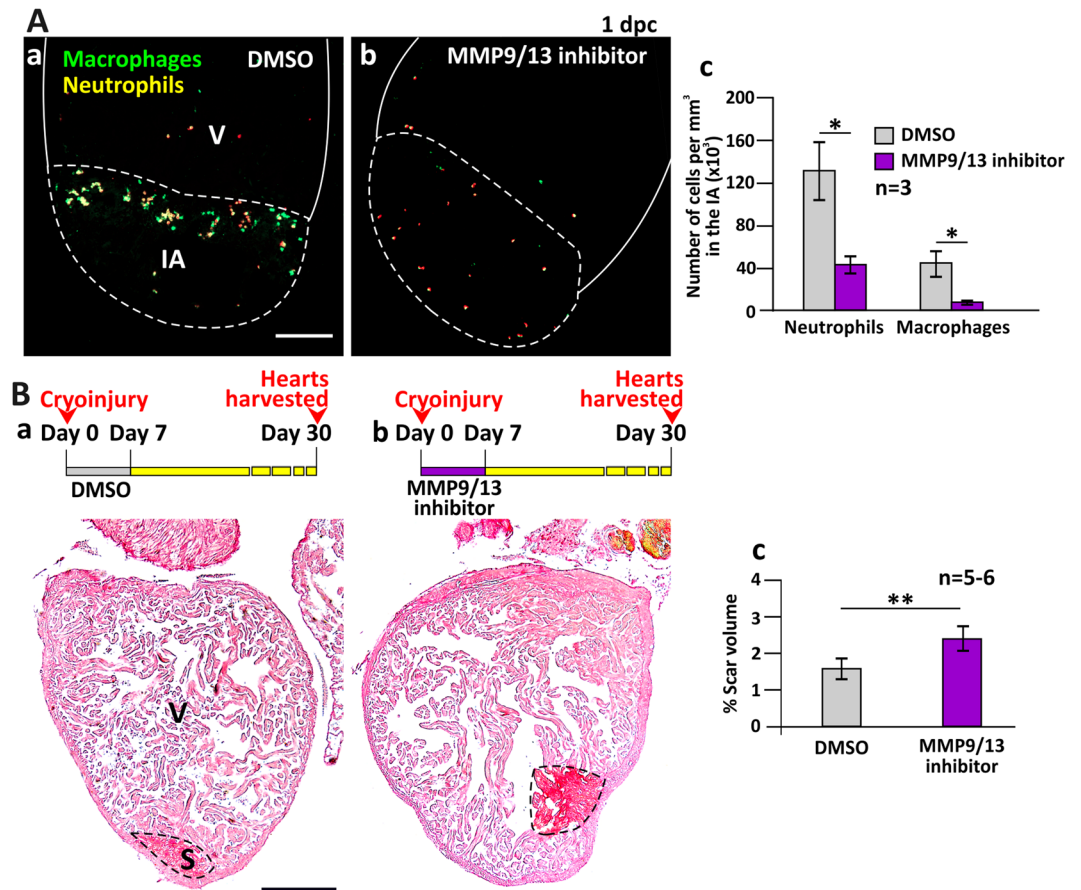 A
1 dpc
a
Macrophages
Neutrophils
DMSO
V
IA
b
MMP9/13 inhibitor
c
Number of cells per mm³
in the IA (x10³)
200
160
120
80
40
0
*
*
DMSO
MMP9/13 inhibitor
n=3
Neutrophils
Macrophages
B
a
Cryoinjury
Hearts
harvested
Day 0
Day 7
Day 30
DMSO
V
S
b
Cryoinjury
Hearts
harvested
Day 0
Day 7
Day 30
MMP9/13
inhibitor
c
n=5-6
% Scar volume
4
3
2
1
0
**
DMSO
MMP9/13
inhibitor